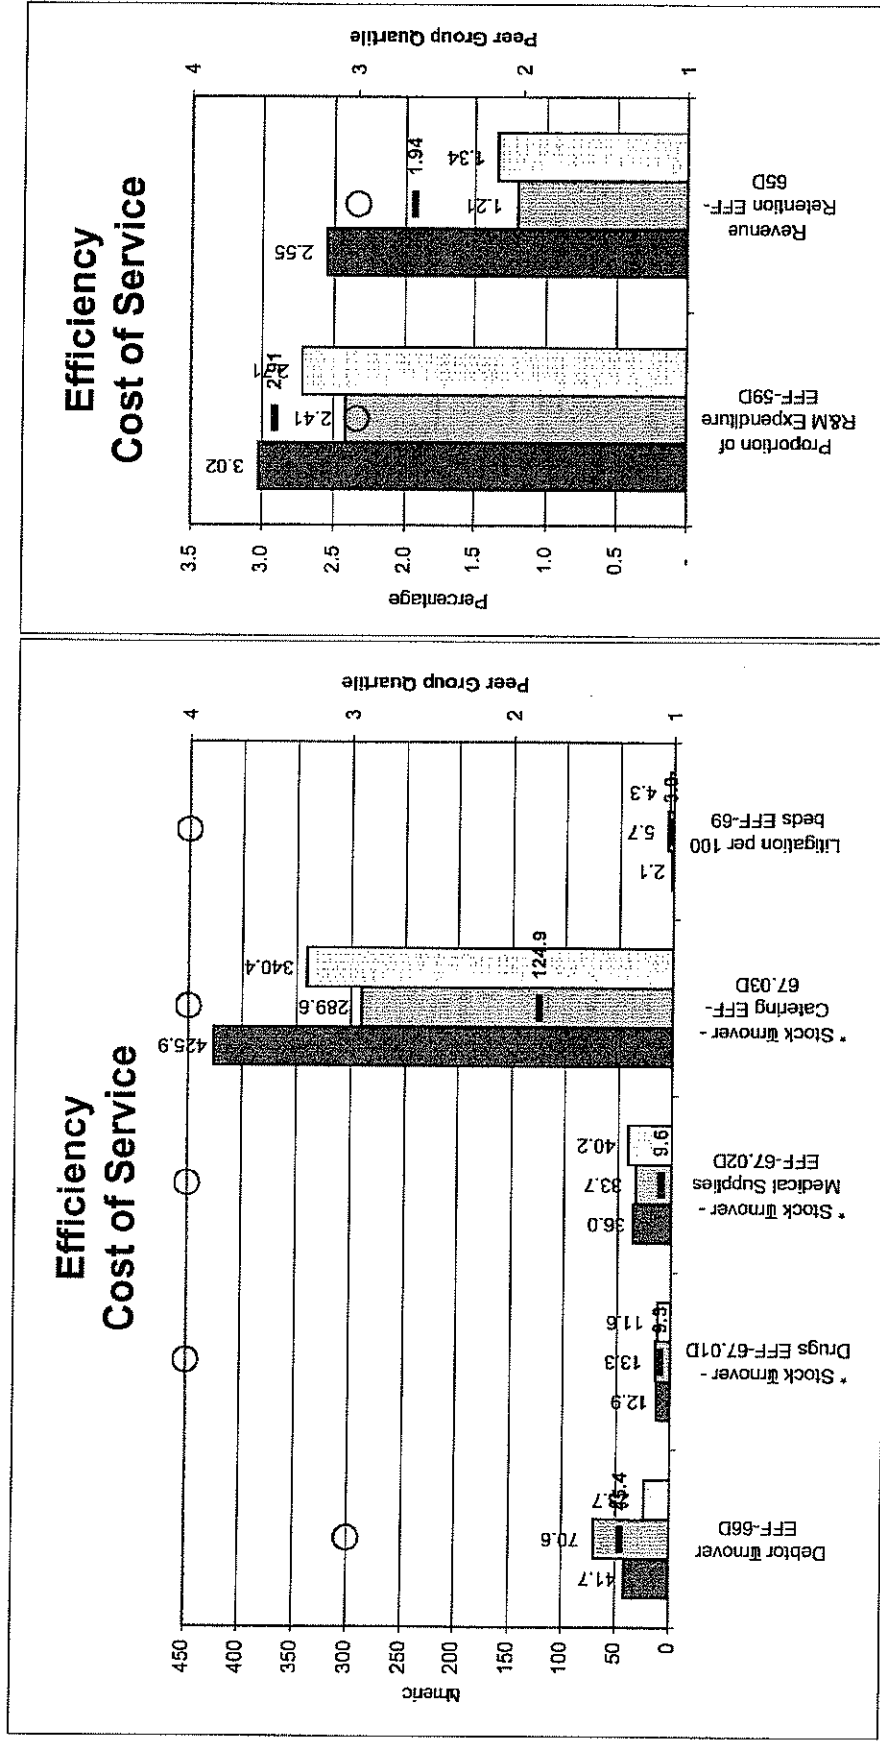 Efficiency
Cost of Service
450
400
350
300
250
200
150
100
50
0
4
3
2
1
Peer Group Quartile
41.7
70.6
12.9
13.3
11.6
9.3
36.0
33.7
40.2
9.6
425.9
289.6
340.4
124.9
2.1
5.7
4.3
Debtor Turnover
EFF-66D
* Stock Turnover -
Drugs EFF-67.01D
* Stock Turnover -
Medical Supplies
EFF-67.02D
* Stock Turnover -
Catering EFF-
67.03D
Litigation per 100
beds EFF-69
Efficiency
Cost of Service
Percentage
3.5
3.0
2.5
2.0
1.5
1.0
0.5
-
4
3
2
1
Peer Group Quartile
3.02
2.41
2.91
2.55
1.21
1.34
1.94
Proportion of
R&M Expenditure
EFF-59D
Revenue
Retention EFF-
65D